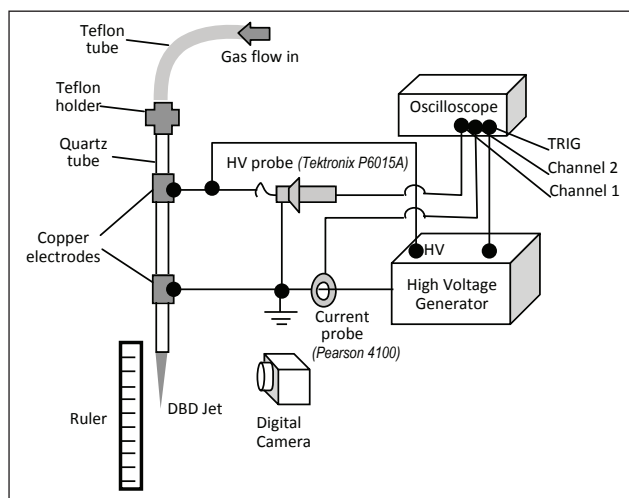 Teflon
tube
Gas flow in
Teflon
holder
Oscilloscope
TRIG
Channel 2
Channel 1
Quartz
tube
HV probe (Tektronix P6015A)
Copper
electrodes
HV
High Voltage
Generator
Current
probe
(Pearson 4100)
Ruler
DBD Jet
Digital
Camera